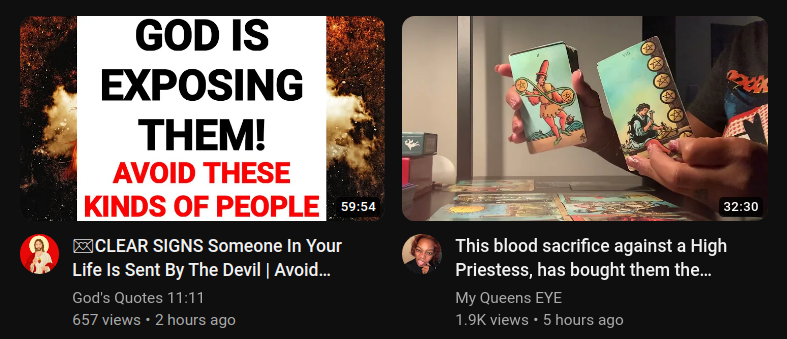 GOD IS
EXPOSING
THEM!
AVOID THESE
KINDS OF PEOPLE
59:54
32:30
✉CLEAR SIGNS Someone In Your
Life Is Sent By The Devil | Avoid...
God's Quotes 11:11
657 views • 2 hours ago
This blood sacrifice against a High
Priestess, has bought them the...
My Queens EYE
1.9K views • 5 hours ago